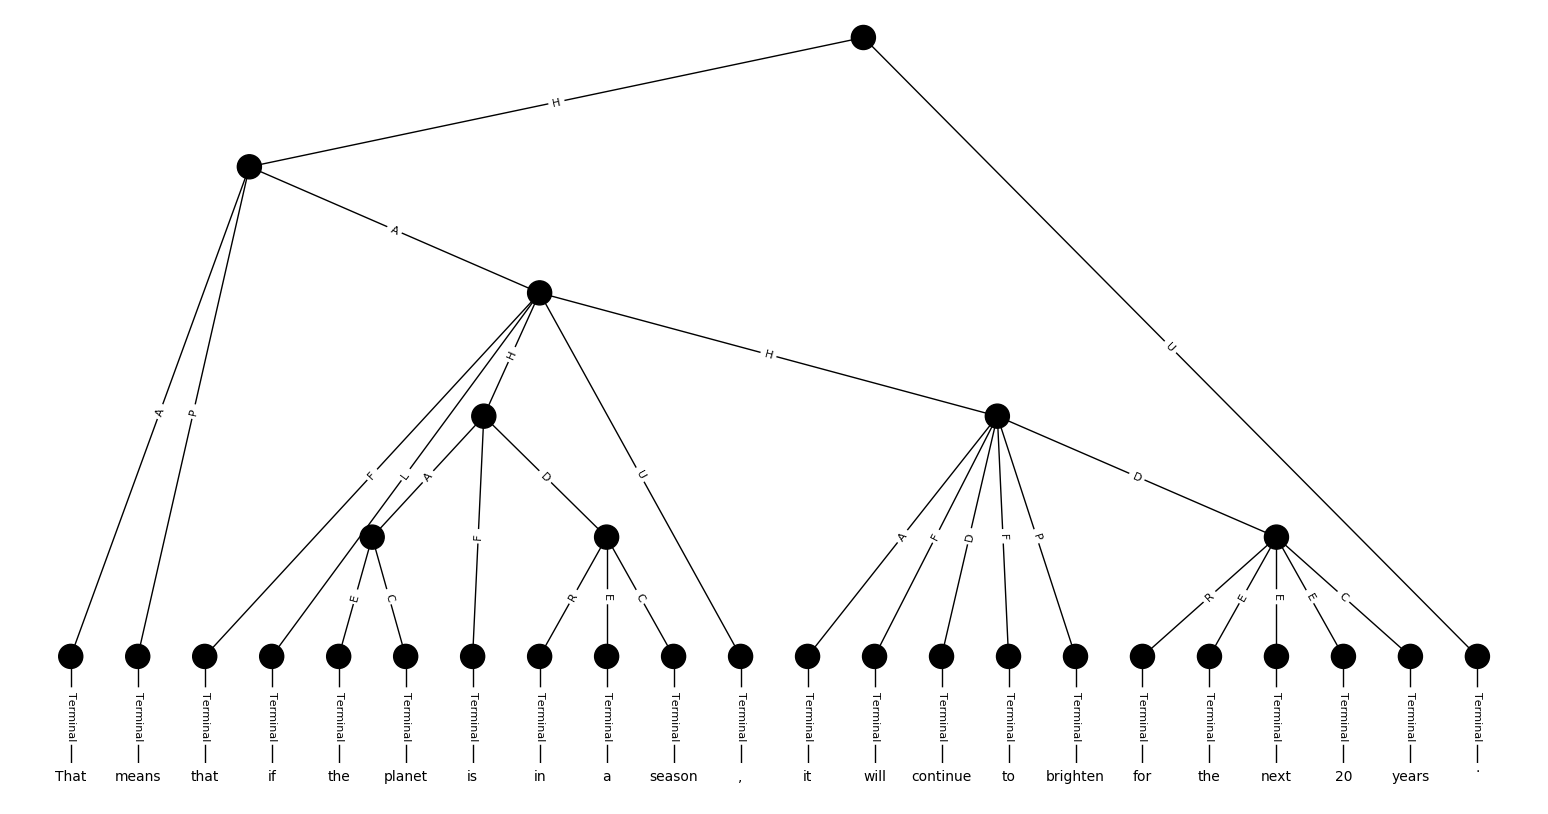 H
A
H
U
A
P
H
F
L
A
D
U
A
F
D
F
P
D
F
E
C
R
E
C
R
E
E
E
C
Terminal Terminal Terminal Terminal Terminal Terminal Terminal Terminal Terminal Terminal Terminal Terminal Terminal Terminal Terminal Terminal Terminal Terminal Terminal Terminal Terminal Terminal
That means that if the planet is in a season , it will continue to brighten for the next 20 years .